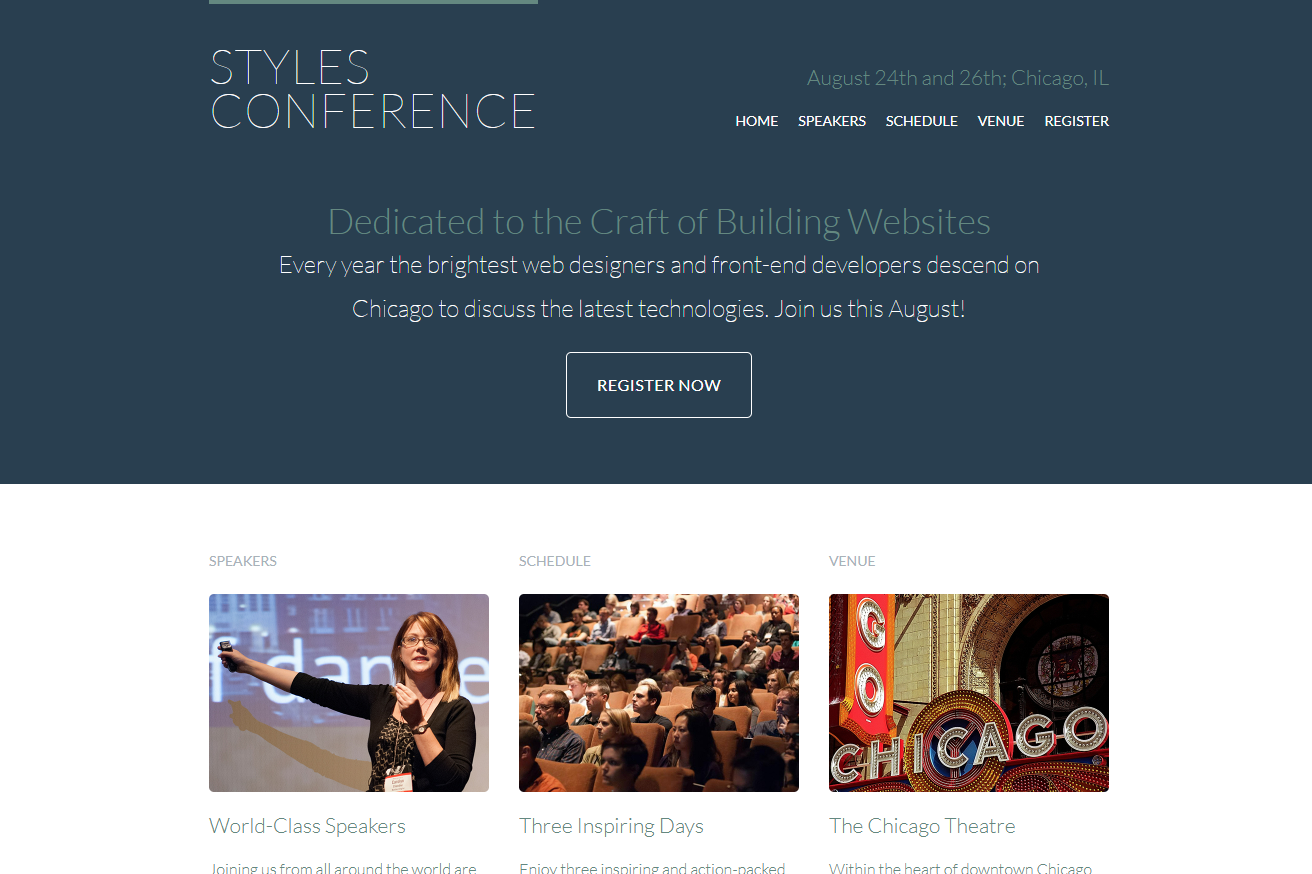 STYLES
CONFERENCE
August 24th and 26th; Chicago, IL
HOME SPEAKERS SCHEDULE VENUE REGISTER
Dedicated to the Craft of Building Websites
Every year the brightest web designers and front-end developers descend on
Chicago to discuss the latest technologies. Join us this August!
REGISTER NOW
SPEAKERS SCHEDULE VENUE
CHICAGO
World-Class Speakers
Three Inspiring Days
The Chicago Theatre
Joining us from all around the world are
Enjoy three inspiring and action-packed
Within the heart of downtown Chicago